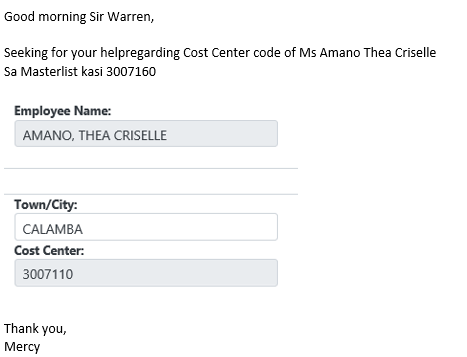 Good morning Sir Warren,
Seeking for your helpregarding Cost Center code of Ms Amano Thea Criselle
Sa Masterlist kasi 3007160
Employee Name:
AMANO, THEA CRISELLE
Town/City:
CALAMBA
Cost Center:
3007110
Thank you,
Mercy